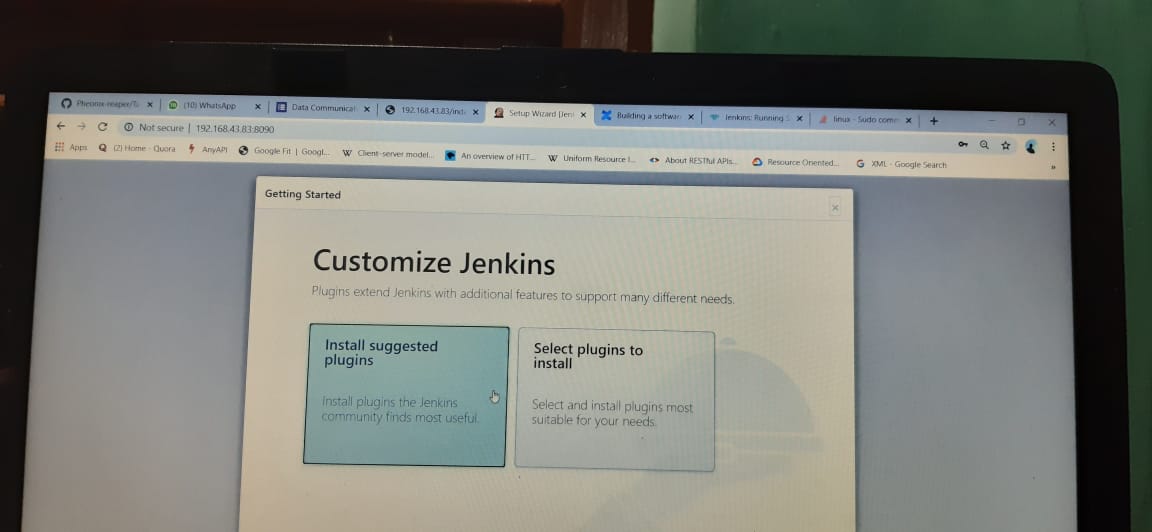 Pheonix-reaper/To
(10) WhatsApp
Data Communicat
192.168.43.83/inde
Setup Wizard [Jenk
Building a softwar
Jenkins: Running
linux - Sudo comm
Not secure | 192.168.43.83:8090
Apps
(2) Home - Quora
AnyAPI
Google Fit | Googl...
Client-server model...
An overview of HTT...
Uniform Resource I...
About RESTful APIs...
Resource Oriented...
XML - Google Search
»
Getting Started
Customize Jenkins
Plugins extend Jenkins with additional features to support many different needs.
Install suggested
plugins
Install plugins the Jenkins
community finds most useful.
Select plugins to
install
Select and install plugins most
suitable for your needs.